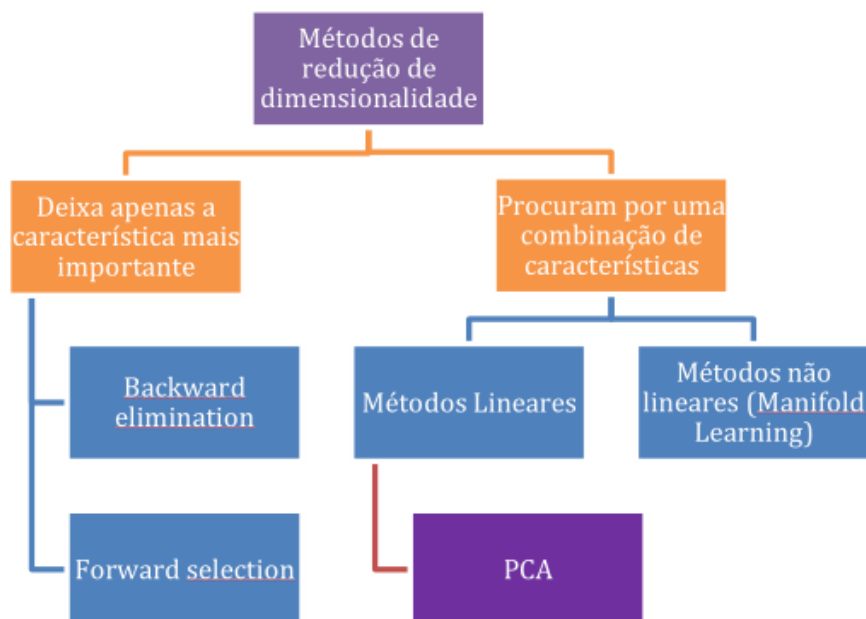 Métodos de
redução de
dimensionalidade
Deixa apenas a
característica mais
importante
Procuram por uma
combinação de
características
Backward
elimination
Métodos Lineares
Métodos não
lineares (Manifold
Learning)
Forward selection
PCA